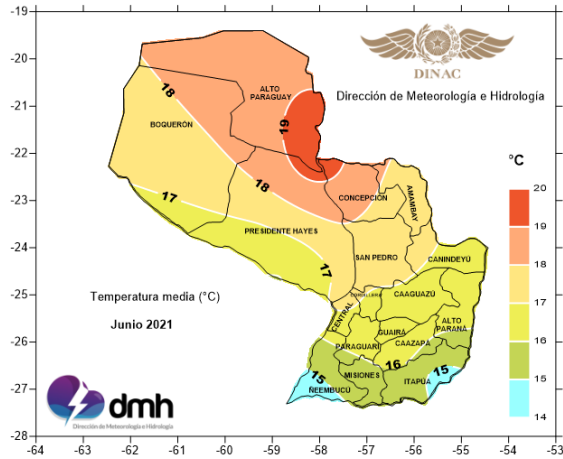 DINAC
Dirección de Meteorología e Hidrología
-19
-20
-21
-22
-23
-24
-25
-26
-27
-28
-64
-63
-62
-61
-60
-59
-58
-57
-56
-55
-54
-53
ALTO
PARAGUAY
BOQUERÓN
18
19
18
17
17
16
15
15
CONCEPCIÓN
AMAMBAY
PRESIDENTE HAYES
SAN PEDRO
CANINDEYÚ
CAAGUAZÚ
CENTRAL
ALTO
PARANÁ
GUAIRÁ
CAAZAPÁ
PARAGUARÍ
MISIONES
ITAPÚA
ÑEEMBUCÚ
°C
20
19
18
17
16
15
14
Temperatura media (°C)
Junio 2021
dmh
Dirección de Meteorología e Hidrología